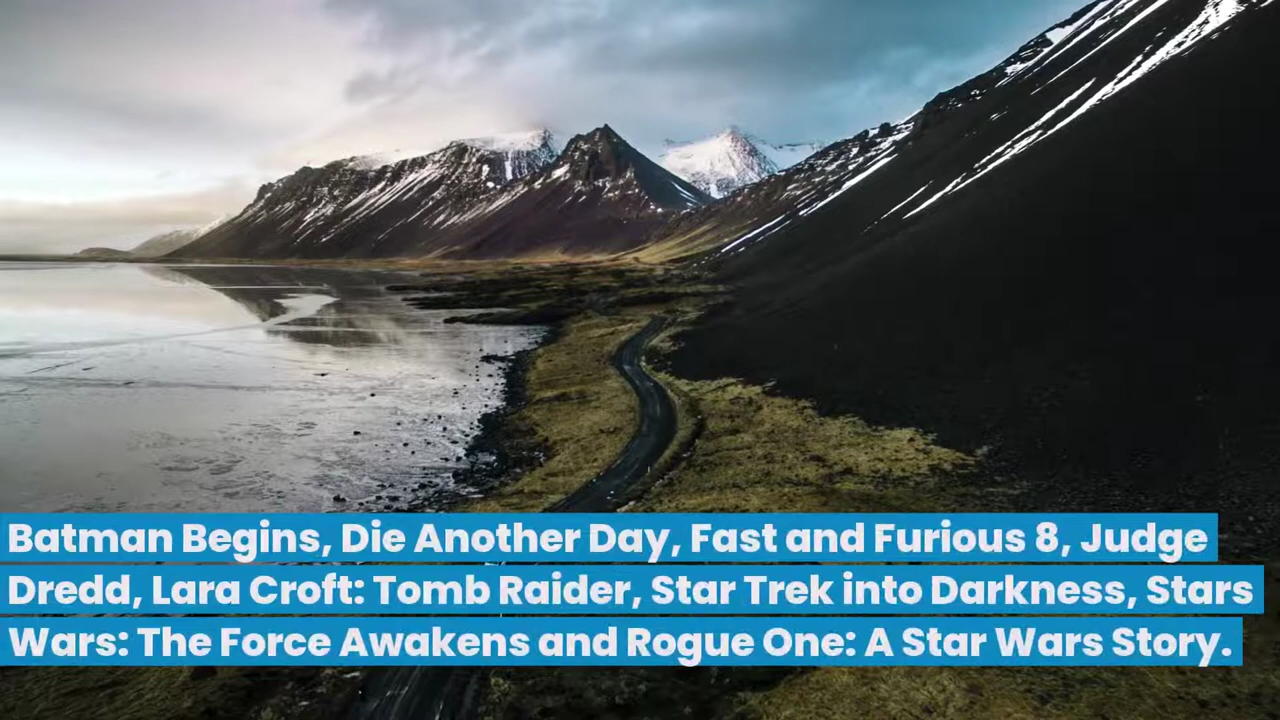 Batman Begins, Die Another Day, Fast and Furious 8, Judge
Dredd, Lara Croft: Tomb Raider, Star Trek into Darkness, Stars
Wars: The Force Awakens and Rogue One: A Star Wars Story.